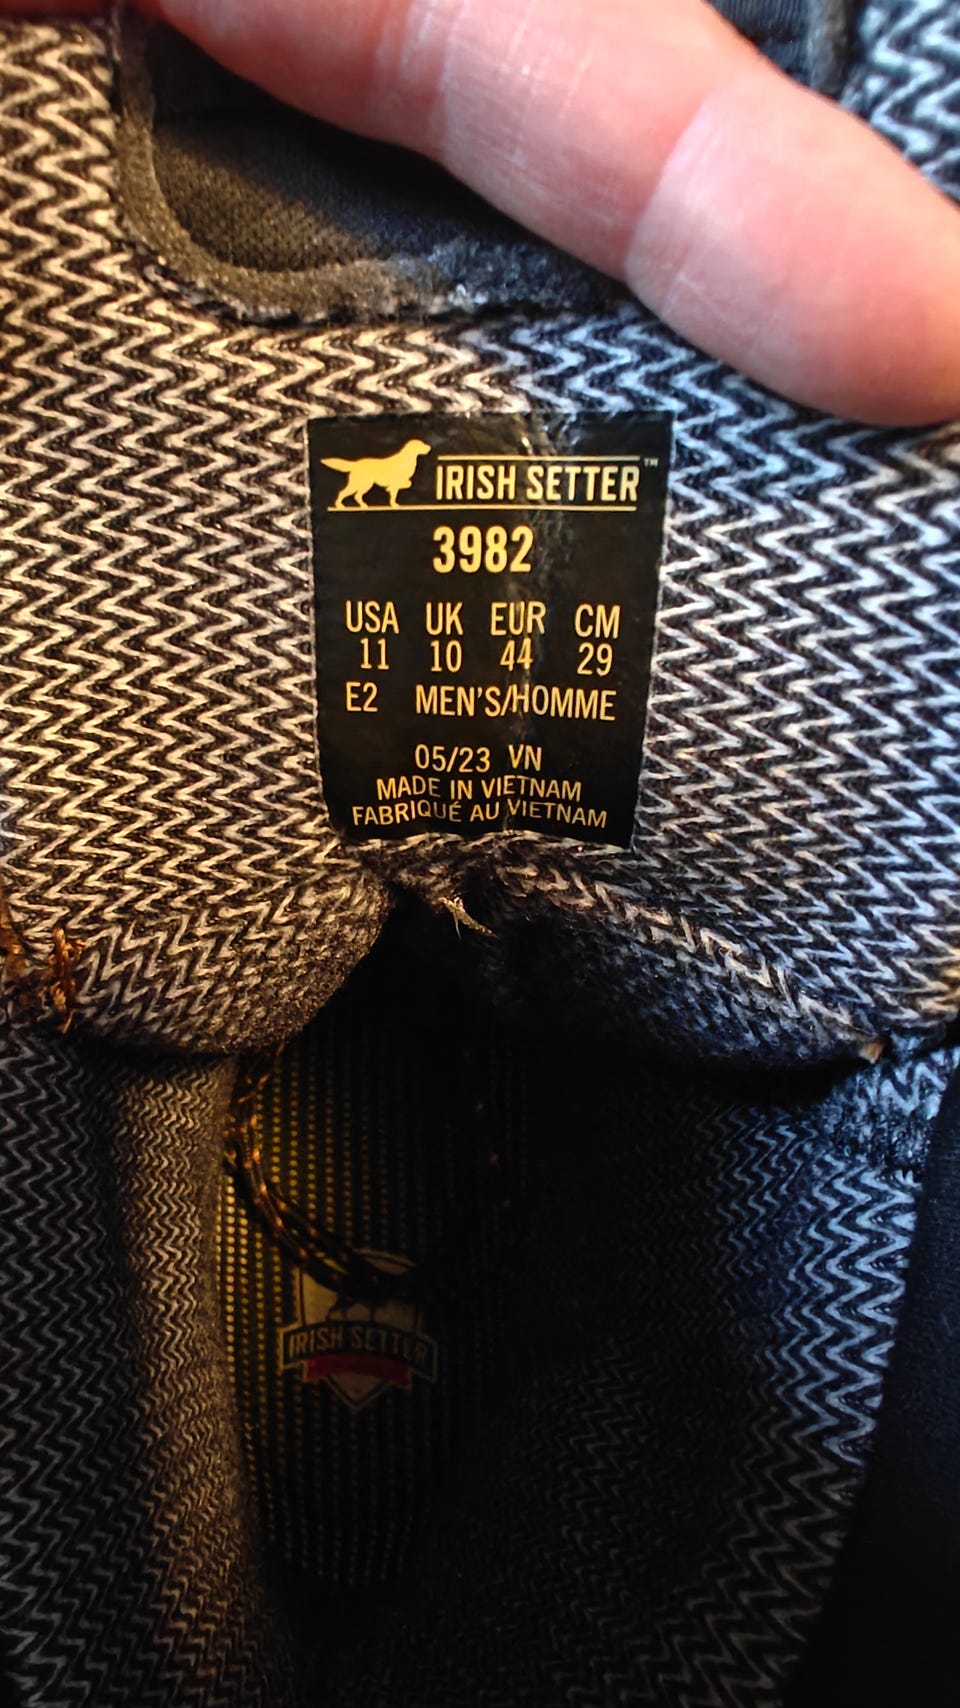 IRISH SETTER™
3982
USA UK EUR CM
11 10 44 29
E2 MEN'S/HOMME
05/23 VN
MADE IN VIETNAM
FABRIQUÉ AU VIETNAM
IRISH SETTER